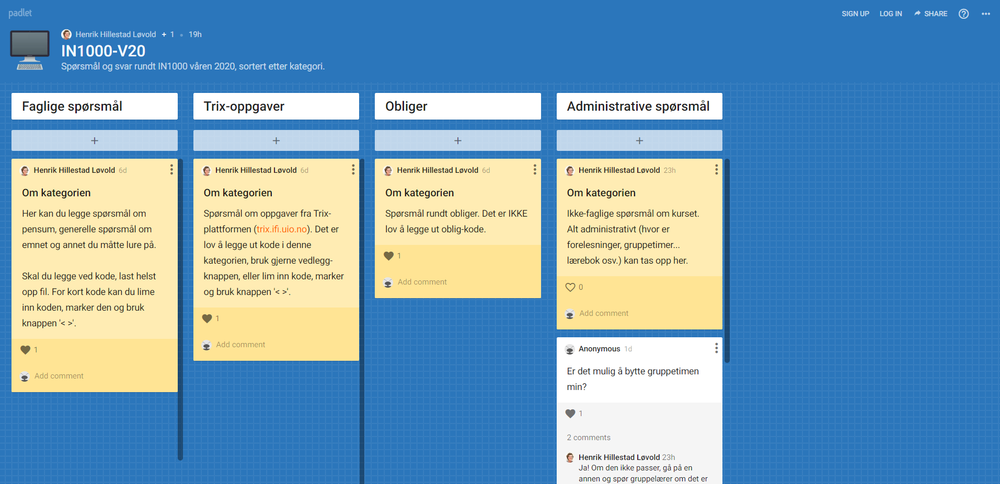 padlet
SIGN UP LOG IN SHARE
Henrik Hillestad Løvold + 1 19h
IN1000-V20
Spørsmål og svar rundt IN1000 våren 2020, sortert etter kategori.
Faglige spørsmål
+
Henrik Hillestad Løvold 6d
Om kategorien
Her kan du legge spørsmål om
pensum, generelle spørsmål om
emnet og annet du måtte lure på.
Skal du legge ved kode, last helst
opp fil. For kort kode kan du lime
inn koden, marker den og bruk
knappen '< >'.
1
Add comment
Trix-oppgaver
+
Henrik Hillestad Løvold 6d
Om kategorien
Spørsmål om oppgaver fra Trix-
plattformen (trix.ifi.uio.no). Det er
lov å legge ut kode i denne
kategorien, bruk gjerne vedlegg-
knappen, eller lim inn kode, marker
og bruk knappen '< >'.
1
Add comment
Obliger
+
Henrik Hillestad Løvold 6d
Om kategorien
Spørsmål rundt obliger. Det er IKKE
lov å legge ut oblig-kode.
1
Add comment
Administrative spørsmål
+
Henrik Hillestad Løvold 23h
Om kategorien
Ikke-faglige spørsmål om kurset.
Alt administrativt (hvor er
forelesninger, gruppetimer...
lærebok osv.) kan tas opp her.
0
Add comment
Anonymous 1d
Er det mulig å bytte gruppetimen
min?
1
2 comments
Henrik Hillestad Løvold 23h
Ja! Om den ikke passer, gå på en
annen og spør gruppelærer om det er